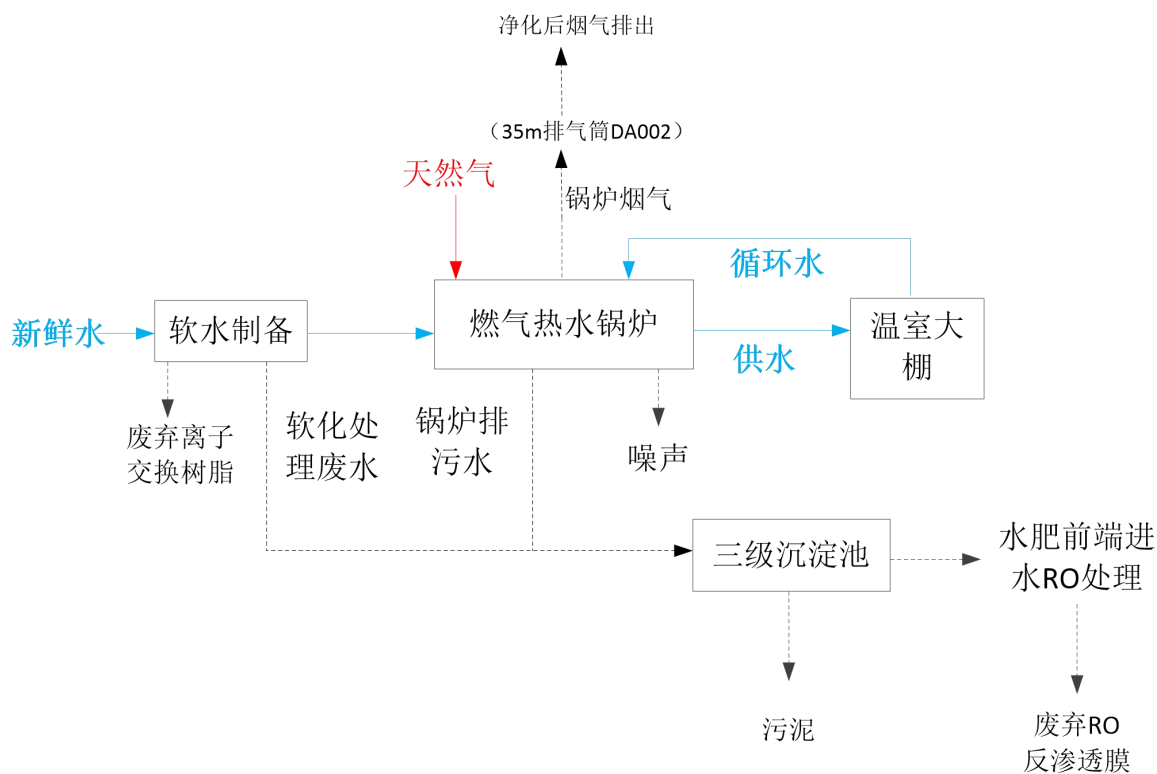 净化后烟气排出
（35m排气筒DA002）
天然气
锅炉烟气
循环水
新鲜水
软水制备
燃气热水锅炉
温室大
棚
供水
废弃离子
交换树脂
软化处
理废水
锅炉排
污水
噪声
三级沉淀池
水肥前端进
水RO处理
污泥
废弃RO
反渗透膜